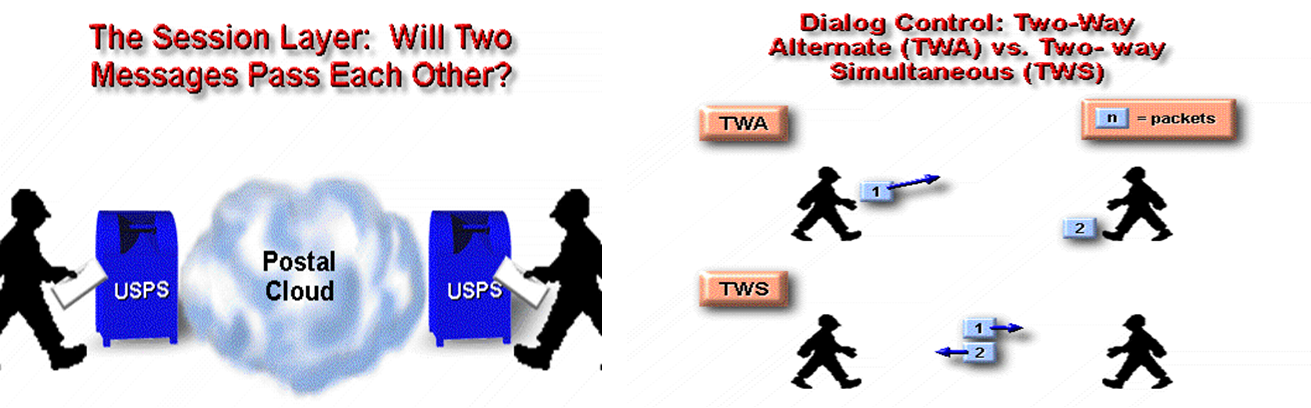 The Session Layer: Will Two
Messages Pass Each Other?
USPS
Postal
Cloud
USPS
Dialog Control: Two-Way
Alternate (TWA) vs. Two- way
Simultaneous (TWS)
TWA
n = packets
1
2
TWS
1
2